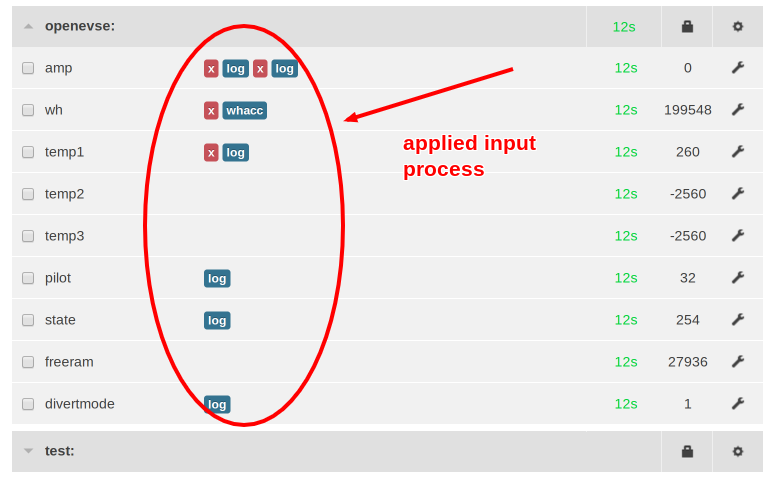 openevse: 12s
amp x log x log 12s 0
wh x whacc 12s 199548
temp1 x log 12s 260
applied input
process
temp2 12s -2560
temp3 12s -2560
pilot log 12s 32
state log 12s 254
freeram 12s 27936
divertmode log 12s 1
test: